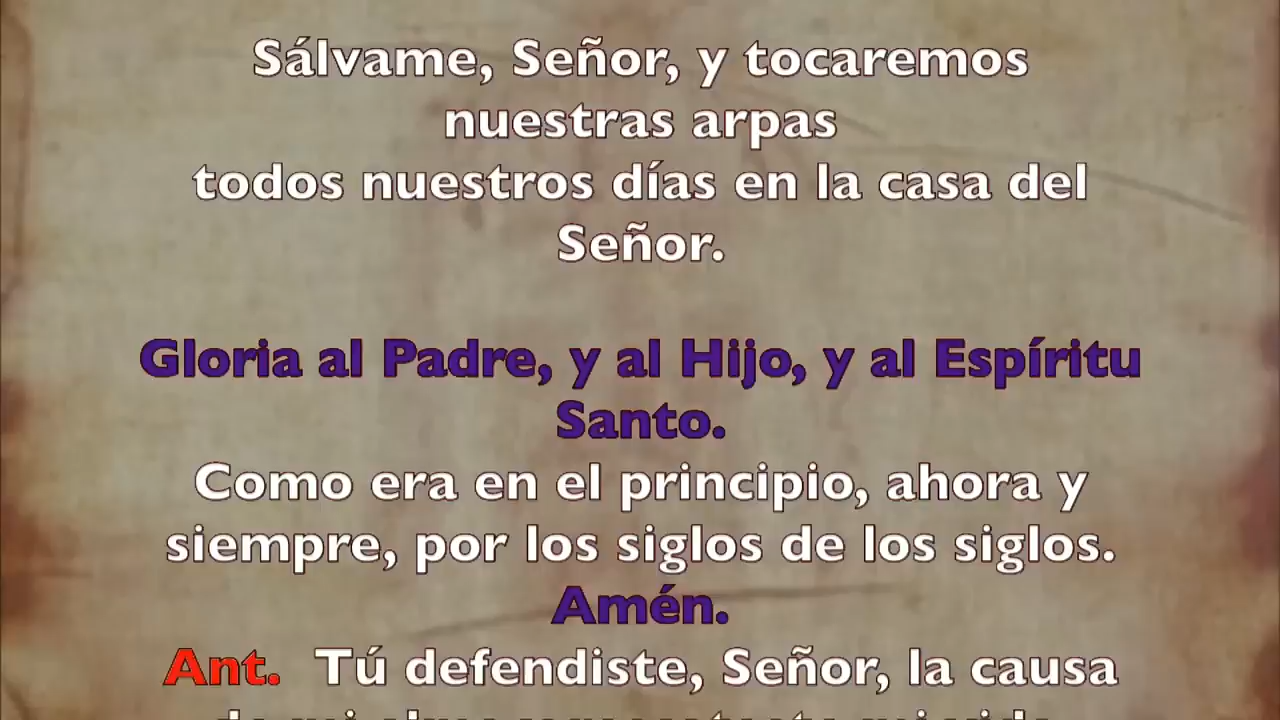 Sálvame, Señor, y tocaremos
nuestras arpas
todos nuestros días en la casa del
Señor.
Gloria al Padre, y al Hijo, y al Espíritu
Santo.
Como era en el principio, ahora y
siempre, por los siglos de los siglos.
Amén.
Ant. Tú defendiste, Señor, la causa